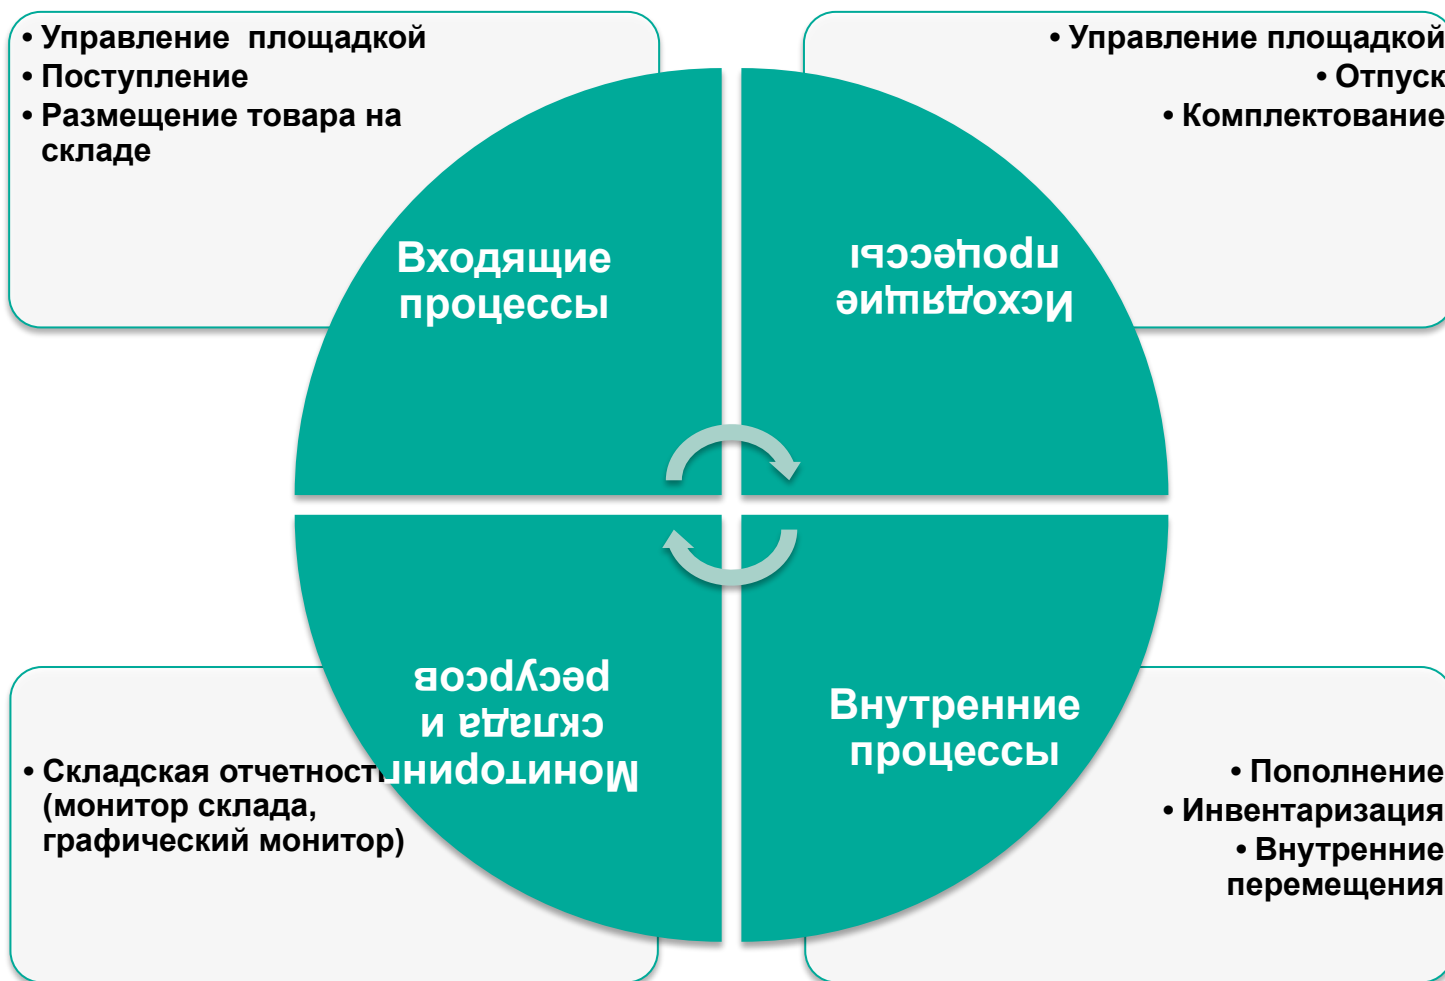 • Управление площадкой
• Поступление
• Размещение товара на
складе
• Управление площадкой
• Отпуск
• Комплектование
Входящие
процессы
Исходящие
процессы
Мониторинг
склада и
ресурсов
Внутренние
процессы
• Складская отчетность
(монитор склада,
графический монитор)
• Пополнение
• Инвентаризация
• Внутренние
перемещения